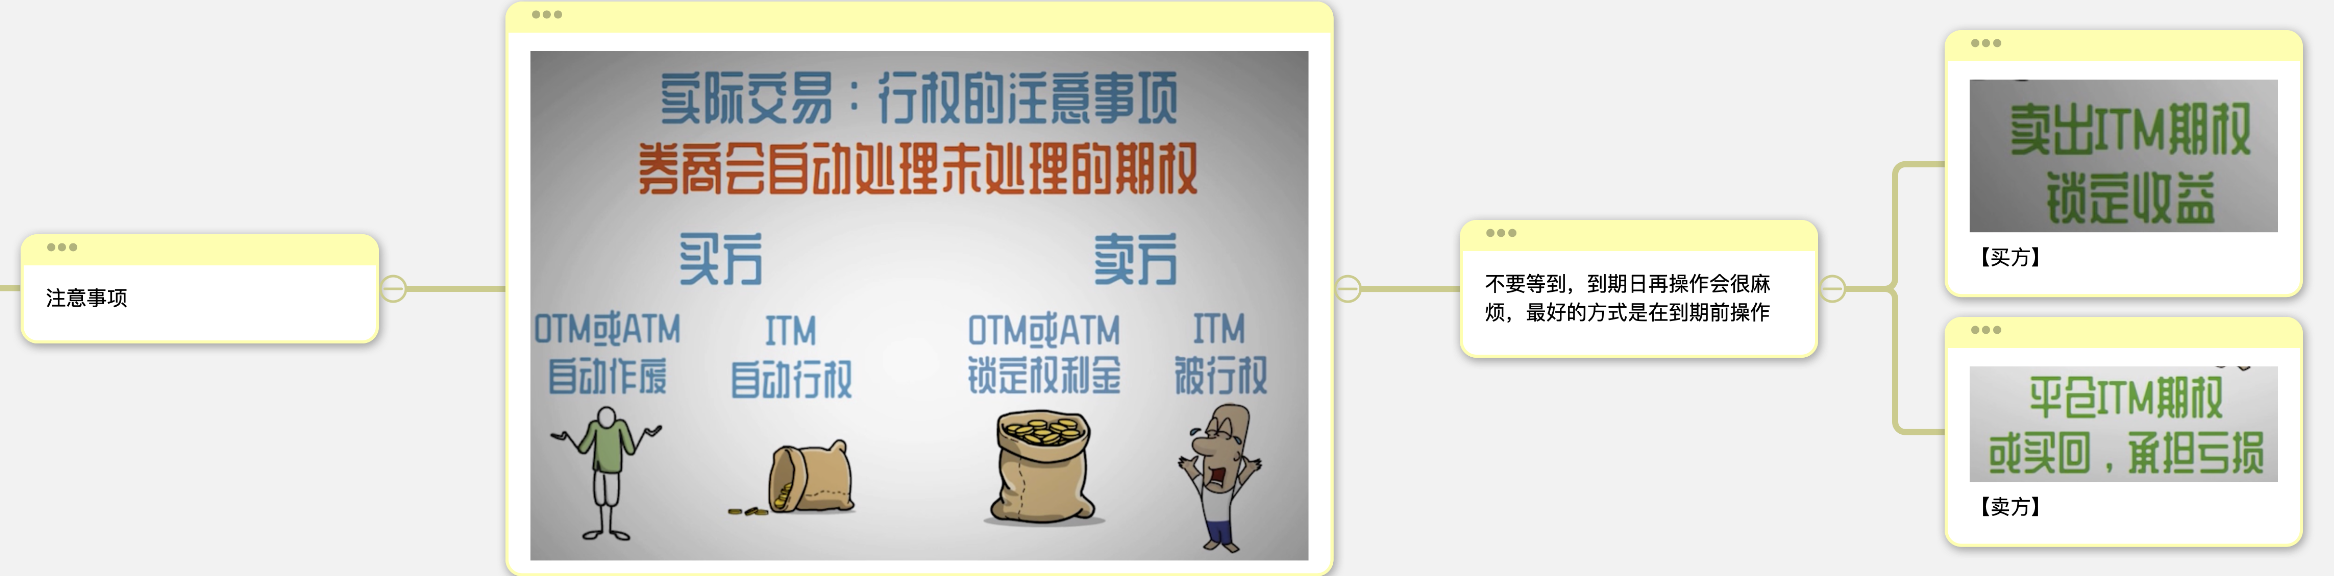 注意事项
实际交易：行权的注意事项
券商会自动处理未处理的期权
买方
卖方
OTM或ATM
自动作废
ITM
自动行权
OTM或ATM
锁定权利金
ITM
被行权
不要等到，到期日再操作会很麻
烦，最好的方式是在到期前操作
卖出ITM期权
锁定收益
【买方】
平仓ITM期权
或买回，承担亏损
【卖方】